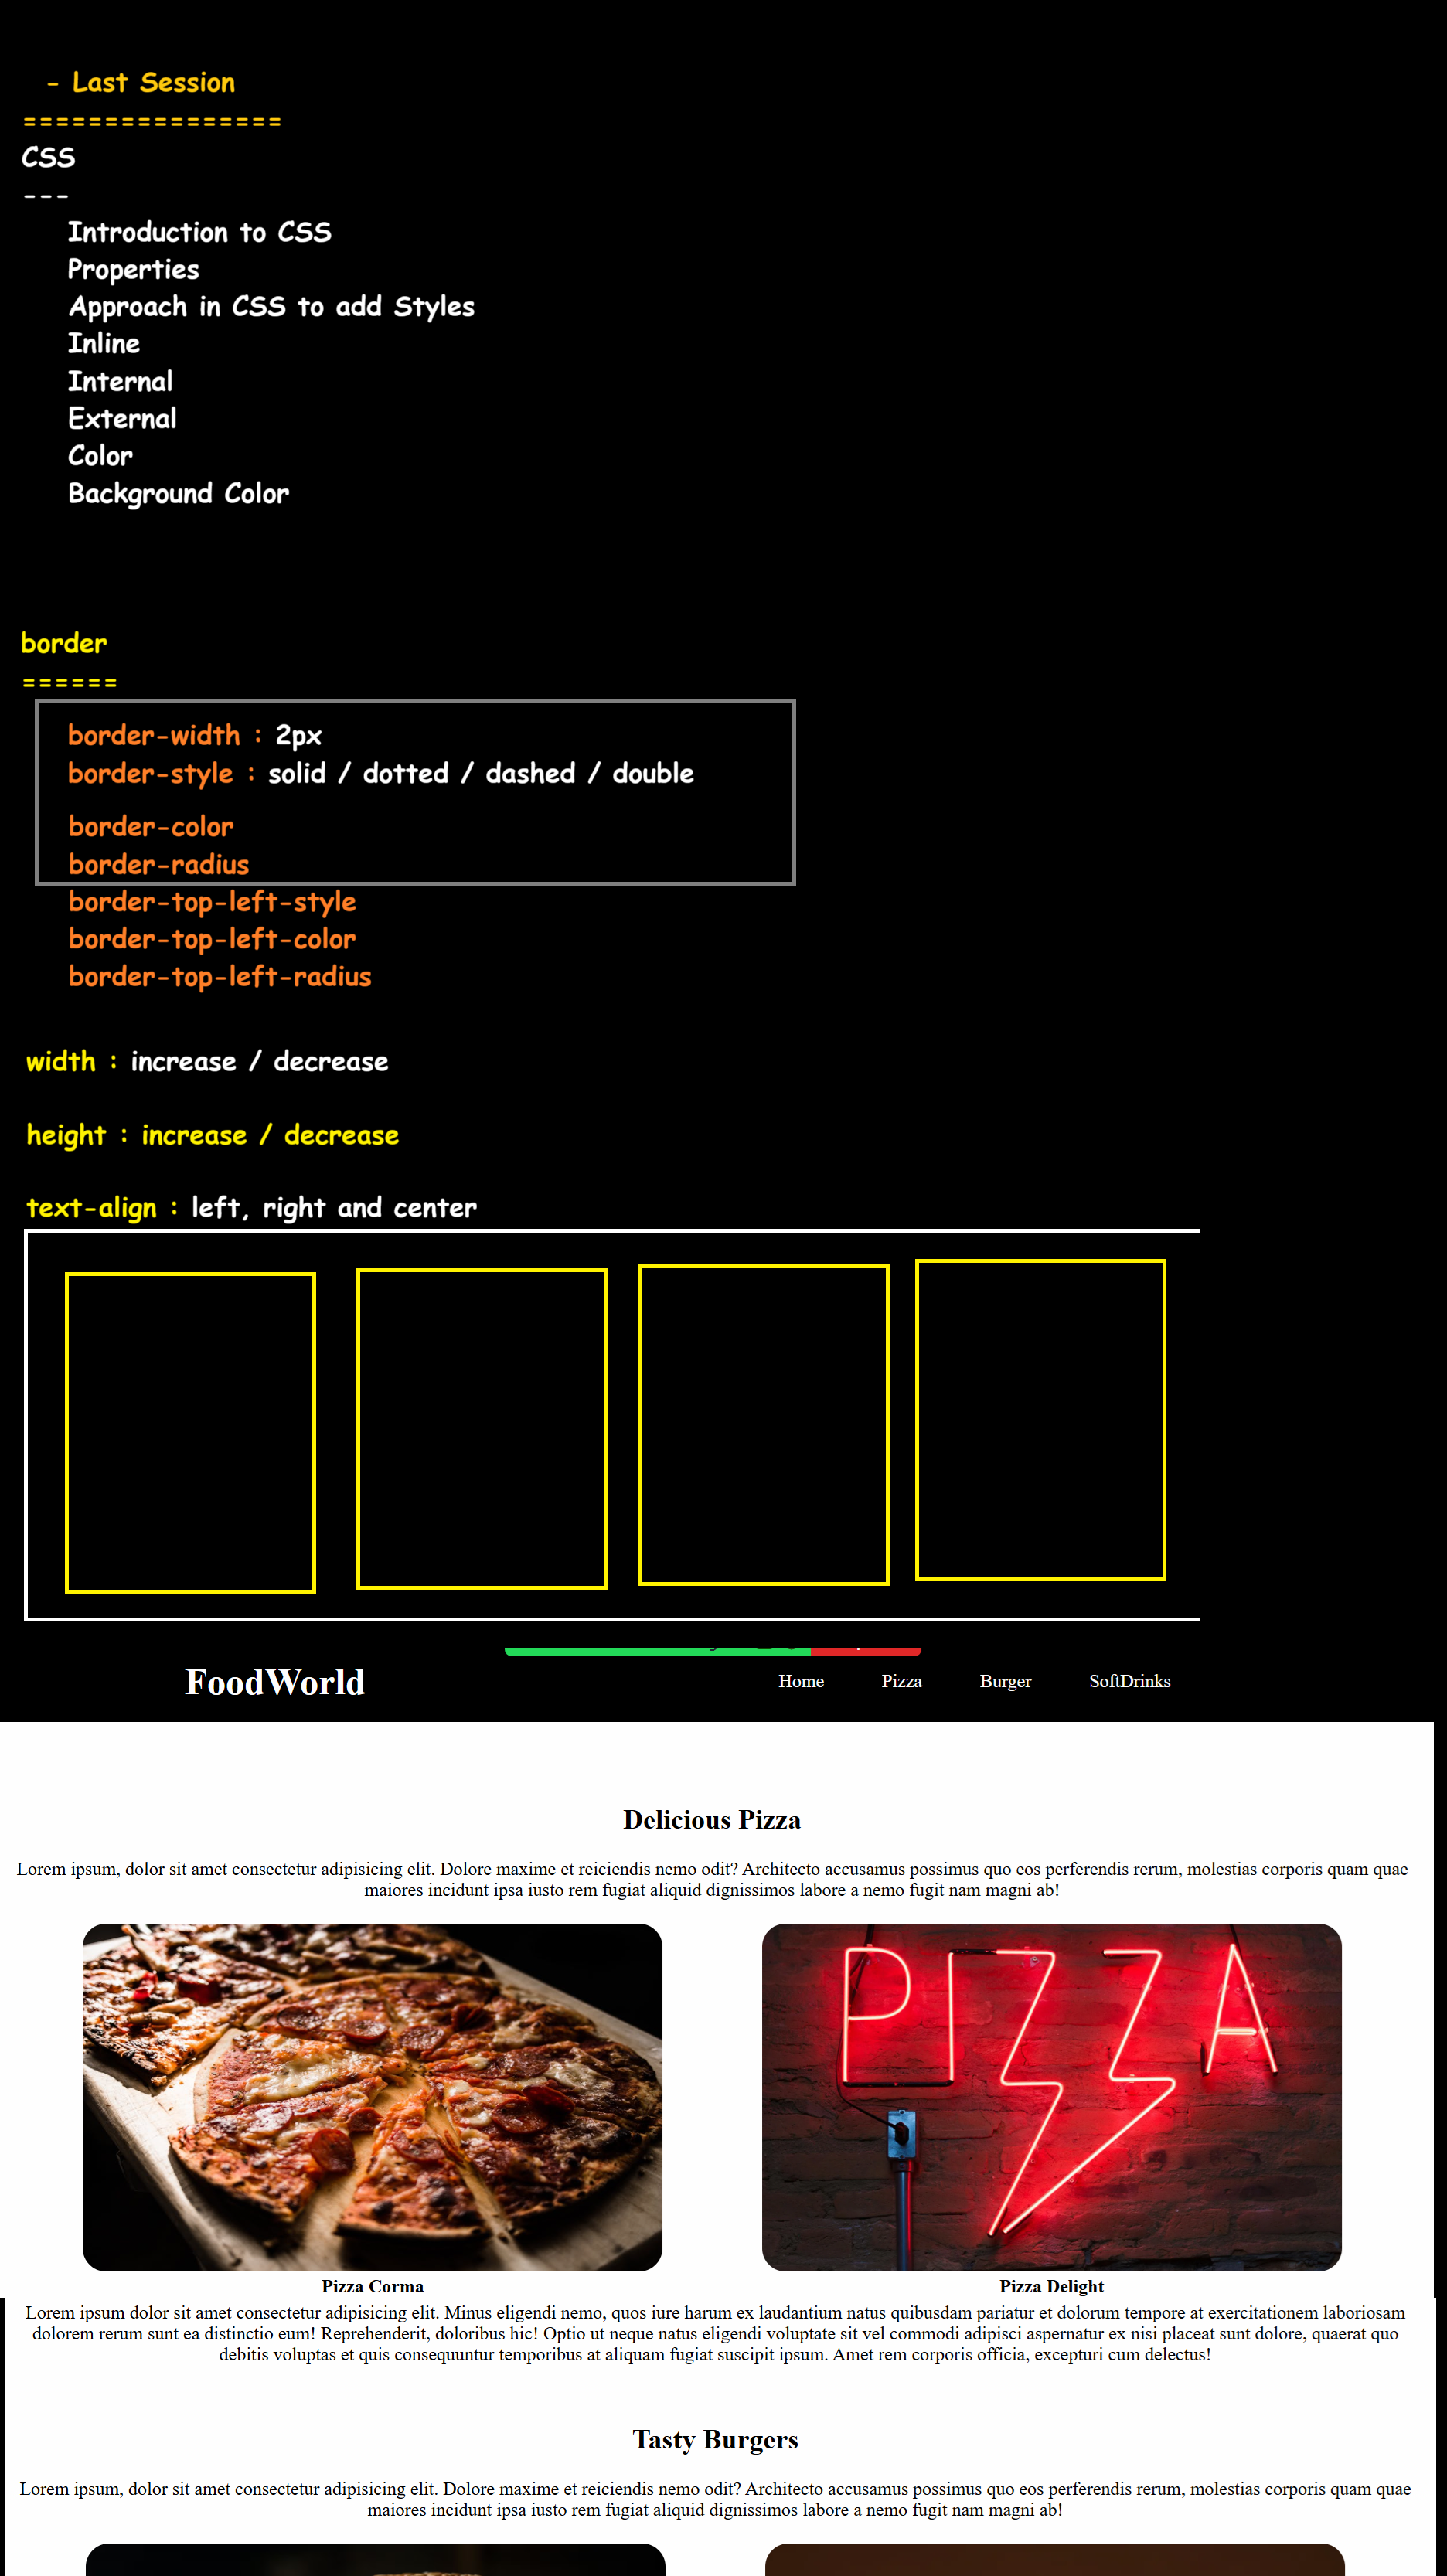 - Last Session
================
CSS
---
Introduction to CSS
Properties
Approach in CSS to add Styles
Inline
Internal
External
Color
Background Color
border
======
border-width : 2px
border-style : solid / dotted / dashed / double
border-color
border-radius
border-top-left-style
border-top-left-color
border-top-left-radius
width : increase / decrease
height : increase / decrease
text-align : left, right and center
FoodWorld Home Pizza Burger SoftDrinks
Delicious Pizza
Lorem ipsum, dolor sit amet consectetur adipisicing elit. Dolore maxime et reiciendis nemo odit? Architecto accusamus possimus quo eos perferendis rerum, molestias corporis quam quae
maiores incidunt ipsa iusto rem fugiat aliquid dignissimos labore a nemo fugit nam magni ab!
PIZZA
Pizza Corma Pizza Delight
Lorem ipsum dolor sit amet consectetur adipisicing elit. Minus eligendi nemo, quos iure harum ex laudantium natus quibusdam pariatur et dolorum tempore at exercitationem laboriosam
dolorem rerum sunt ea distinctio eum! Reprehenderit, doloribus hic! Optio ut neque natus eligendi voluptate sit vel commodi adipisci aspernatur ex nisi placeat sunt dolore, quaerat quo
debitis voluptas et quis consequuntur temporibus at aliquam fugiat suscipit ipsum. Amet rem corporis officia, excepturi cum delectus!
Tasty Burgers
Lorem ipsum, dolor sit amet consectetur adipisicing elit. Dolore maxime et reiciendis nemo odit? Architecto accusamus possimus quo eos perferendis rerum, molestias corporis quam quae
maiores incidunt ipsa iusto rem fugiat aliquid dignissimos labore a nemo fugit nam magni ab!